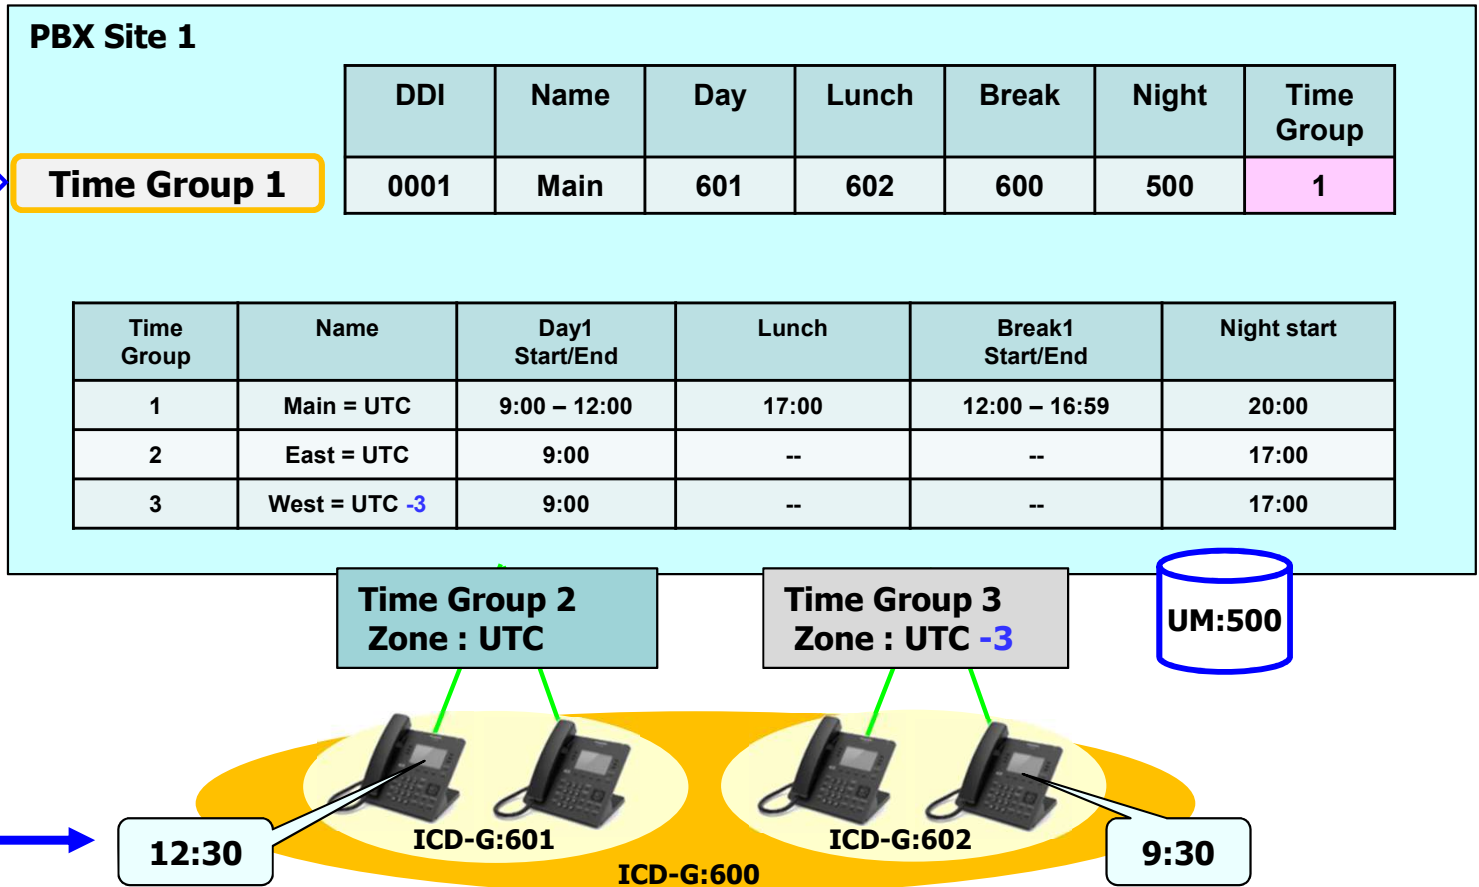 PBX Site 1
DDI Name Day Lunch Break Night Time Group
Time Group 1
0001 Main 601 602 600 500 1
Time Group Name Day1 Start/End Lunch Break1 Start/End Night start
1 Main = UTC 9:00 – 12:00 17:00 12:00 – 16:59 20:00
2 East = UTC 9:00 -- -- 17:00
3 West = UTC -3 9:00 -- -- 17:00
Time Group 2
Zone : UTC
Time Group 3
Zone : UTC -3
UM:500
12:30
ICD-G:601
ICD-G:602
9:30
ICD-G:600